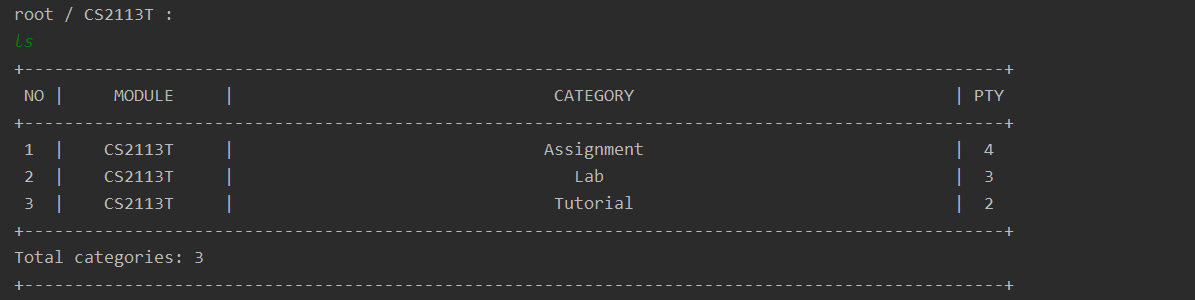 root / CS2113T :
ls
+--------------------------------------------------------------------------------------------------+
 NO |     MODULE     |                                CATEGORY                                | PTY
+--------------------------------------------------------------------------------------------------+
 1  |    CS2113T     |                               Assignment                               |  4
 2  |    CS2113T     |                                  Lab                                   |  3
 3  |    CS2113T     |                                Tutorial                                |  2
+--------------------------------------------------------------------------------------------------+
Total categories: 3
+--------------------------------------------------------------------------------------------------+